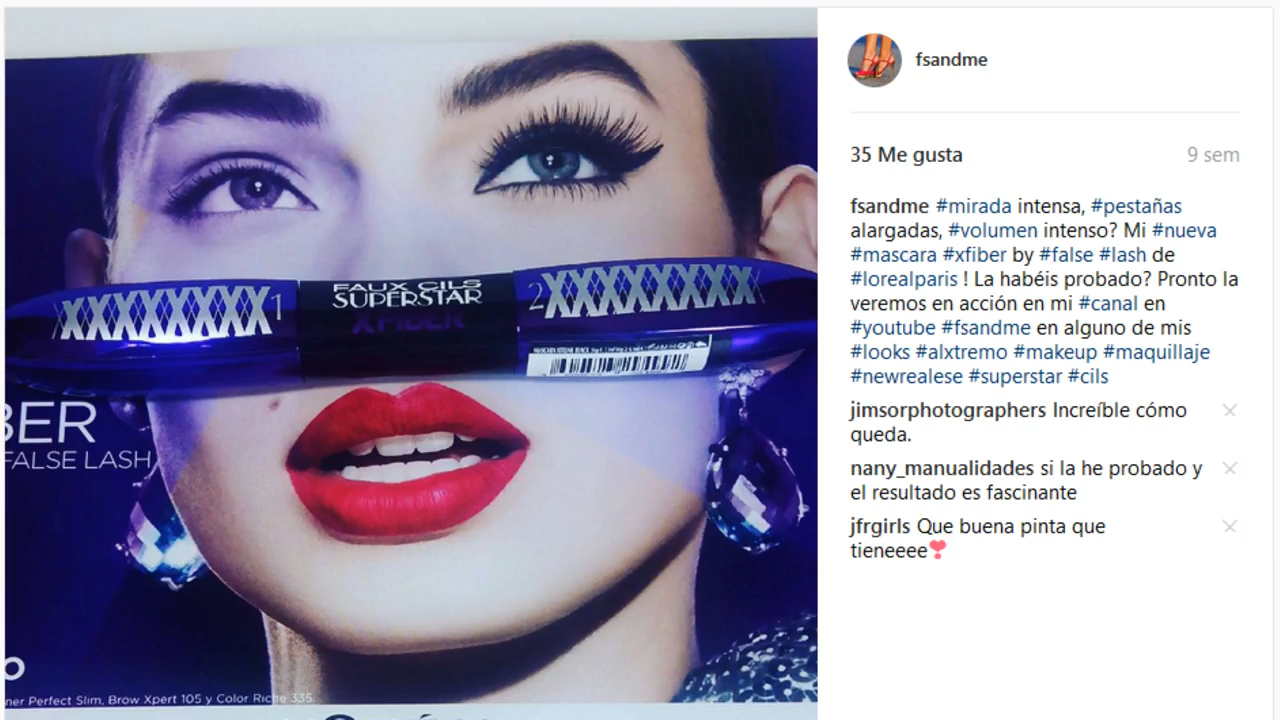 XXXXXXXX 1
FAUX CILS
SUPERSTAR
X FIBER
2 XXXXXXXX
BER
FALSE LASH
O
ner Perfect Slim, Brow Xpert 105 y Color Riche 335.
fsandme
35 Me gusta
9 sem
fsandme #mirada intensa, #pestañas
alargadas, #volumen intenso? Mi #nueva
#mascara #xfiber by #false #lash de
#lorealparis ! La habéis probado? Pronto la
veremos en acción en mi #canal en
#youtube #fsandme en alguno de mis
#looks #alxtremo #makeup #maquillaje
#newrealese #superstar #cils
jimsorphotographers Increíble cómo
queda.
nany_manualidades si la he probado y
el resultado es fascinante
jfrgirls Que buena pinta que
tieneeee❣